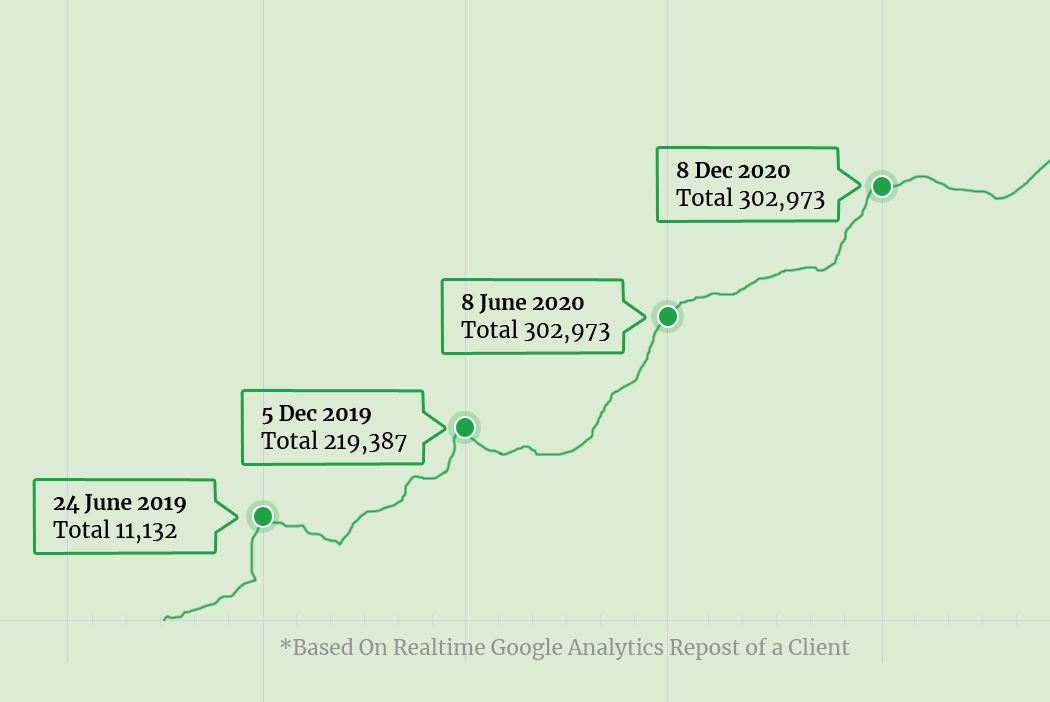 8 Dec 2020
Total 302,973
8 June 2020
Total 302,973
5 Dec 2019
Total 219,387
24 June 2019
Total 11,132
*Based On Realtime Google Analytics Repost of a Client